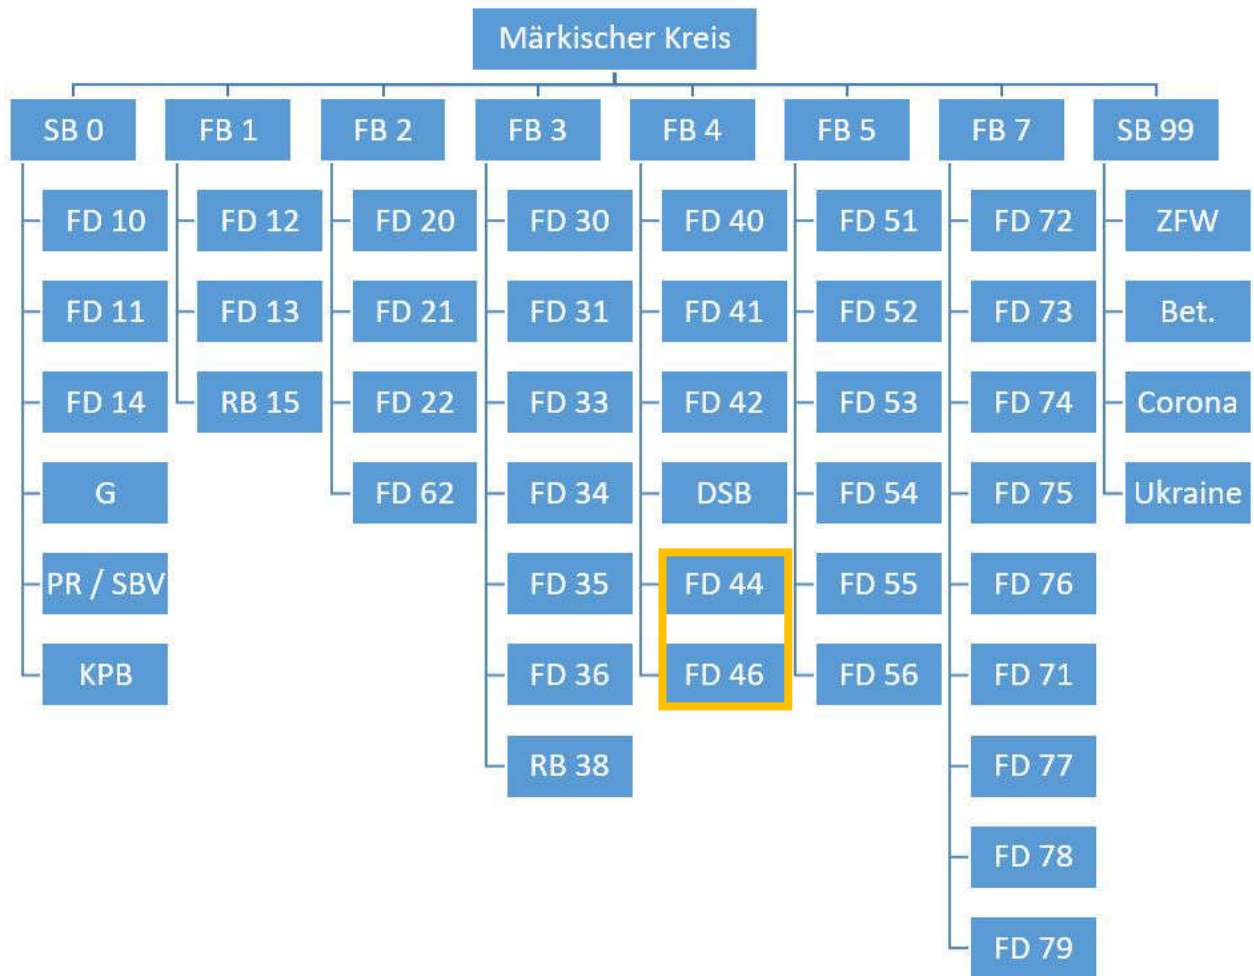 Märkischer Kreis
SB 0
FB 1
FB 2
FB 3
FB 4
FB 5
FB 7
SB 99
FD 10
FD 12
FD 20
FD 30
FD 40
FD 51
FD 72
ZFW
FD 11
FD 13
FD 21
FD 31
FD 41
FD 52
FD 73
Bet.
FD 14
RB 15
FD 22
FD 33
FD 42
FD 53
FD 74
Corona
G
FD 62
FD 34
DSB
FD 54
FD 75
Ukraine
PR / SBV
FD 35
FD 44
FD 55
FD 76
KPB
FD 36
FD 46
FD 56
FD 71
RB 38
FD 77
FD 78
FD 79